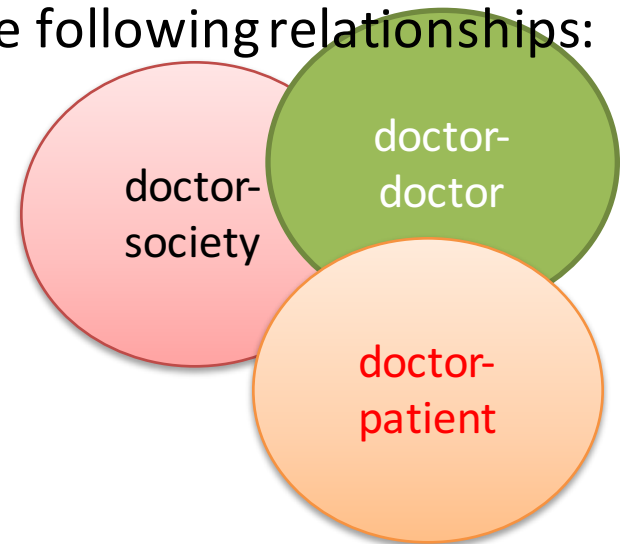 e following relationships:
doctor-
doctor
doctor-
society
doctor-
patient